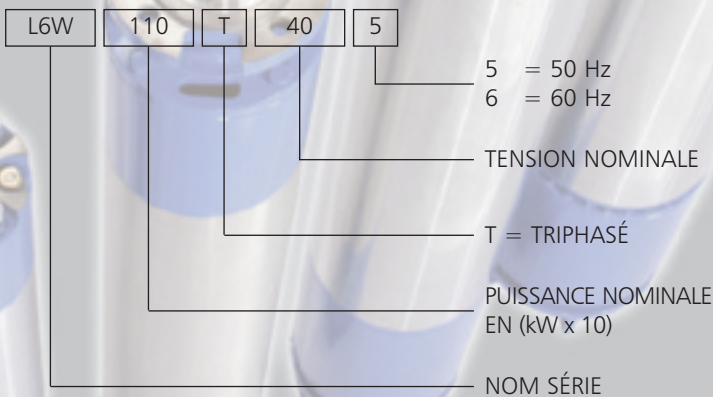 L6W 110 T 40 5
5 = 50 Hz
6 = 60 Hz
TENSION NOMINALE
T = TRIPHASÉ
PUISSANCE NOMINALE
EN (kW x 10)
NOM SÉRIE